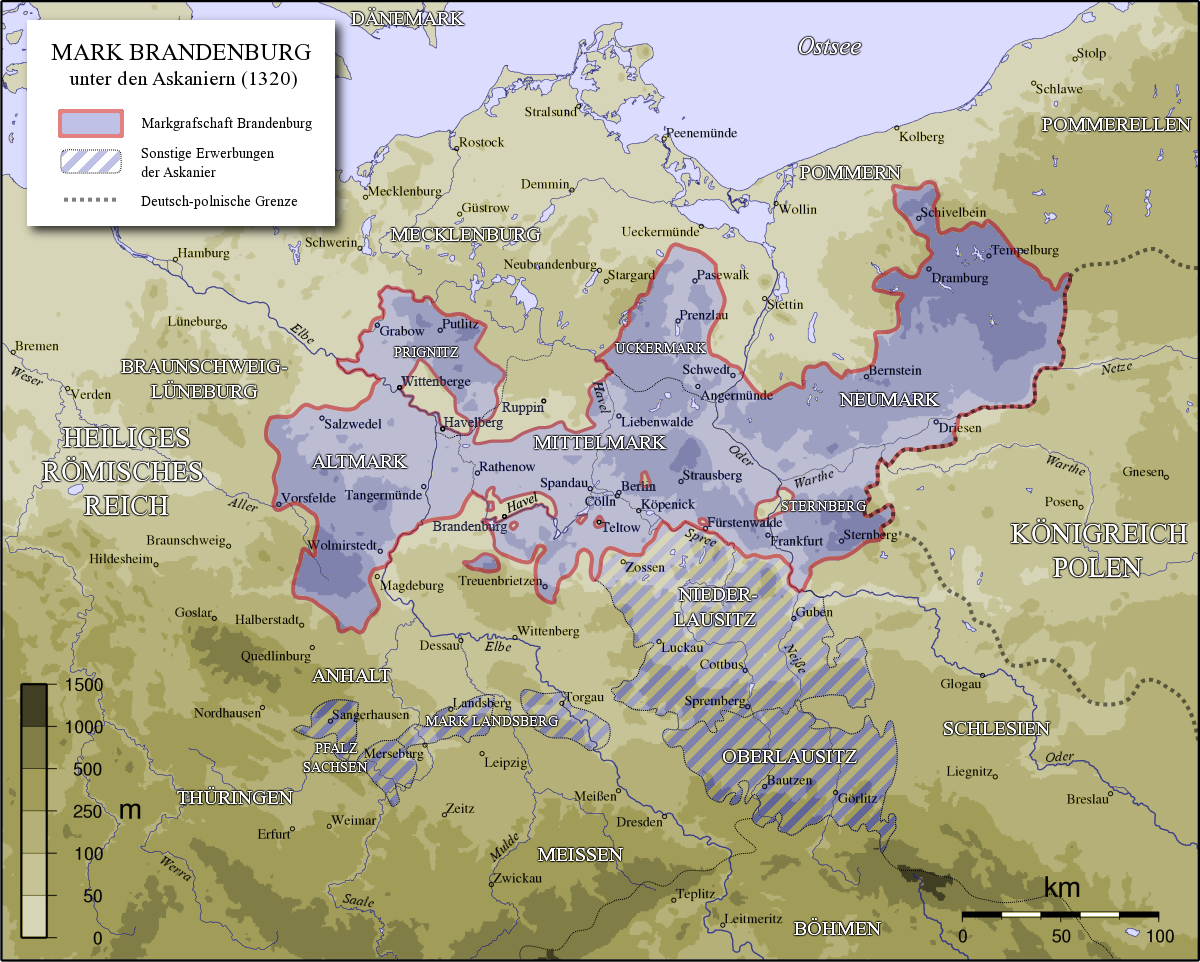 DÄNEMARK
Ostsee
MARK BRANDENBURG
unter den Askaniern (1320)
Markgrafschaft Brandenburg
Sonstige Erwerbungen
der Askanier
Deutsch-polnische Grenze
Stolp
Schlawe
POMMERELLEN
Stralsund
Peenemünde
Kolberg
Rostock
POMMERN
Demmin
Mecklenburg
Güstrow
Wollin
Schivelbein
Ueckermünde
MECKLENBURG
Schwerin
Hamburg
Tempelburg
Neubrandenburg
Stargard
Pasewalk
Dramburg
Stettin
Prenzlau
Lüneburg
Elbe
Grabow
Putlitz
Bremen
PRIGNITZ
UCKERMARK
Weser
BRAUNSCHWEIG-
LÜNEBURG
Wittenberge
Schwedt
Bernstein
Netze
Verden
Havel
Angermünde
NEUMARK
Ruppin
Salzwedel
Havelberg
Liebenwalde
Driesen
HEILIGES
RÖMISCHES
REICH
MITTELMARK
ALTMARK
Oder
Warthe
Rathenow
Strausberg
Warthe
Gnesen
Spandau
Berlin
Vorsfelde
Tangermünde
Cölln
Köpenick
STERNBERG
Posen
Aller
Havel
Brandenburg
Teltow
Fürstenwalde
KÖNIGREICH
POLEN
Braunschweig
Wolmirstedt
Spree
Frankfurt
Sternberg
Hildesheim
Zossen
Magdeburg
Treuenbrietzen
NIEDER-
LAUSITZ
Goslar
Halberstadt
Guben
Wittenberg
Dessau
Elbe
Luckau
Quedlinburg
Neiße
Cottbus
ANHALT
Glogau
1500
Landsberg
Torgau
Spremberg
Nordhausen
Sangerhausen
MARK LANDSBERG
1000
SCHLESIEN
PFALZ
SACHSEN
Merseburg
OBERLAUSITZ
Leipzig
Oder
500
Liegnitz
Bautzen
THÜRINGEN
Meißen
Görlitz
Breslau
250
m
Zeitz
Weimar
Dresden
Erfurt
100
Mulde
MEISSEN
Werra
Zwickau
50
Saale
Teplitz
km
Leitmeritz
BÖHMEN
0
0 50 100